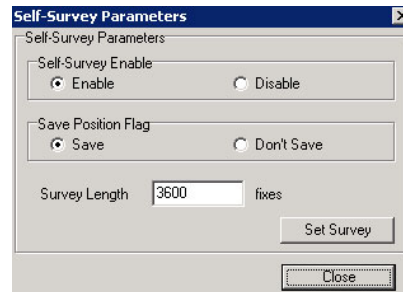 Self-Survey Parameters
Self-Survey Parameters
Self-Survey Enable
Enable Disable
Save Position Flag
Save Don't Save
Survey Length 3600 fixes
Set Survey
Close